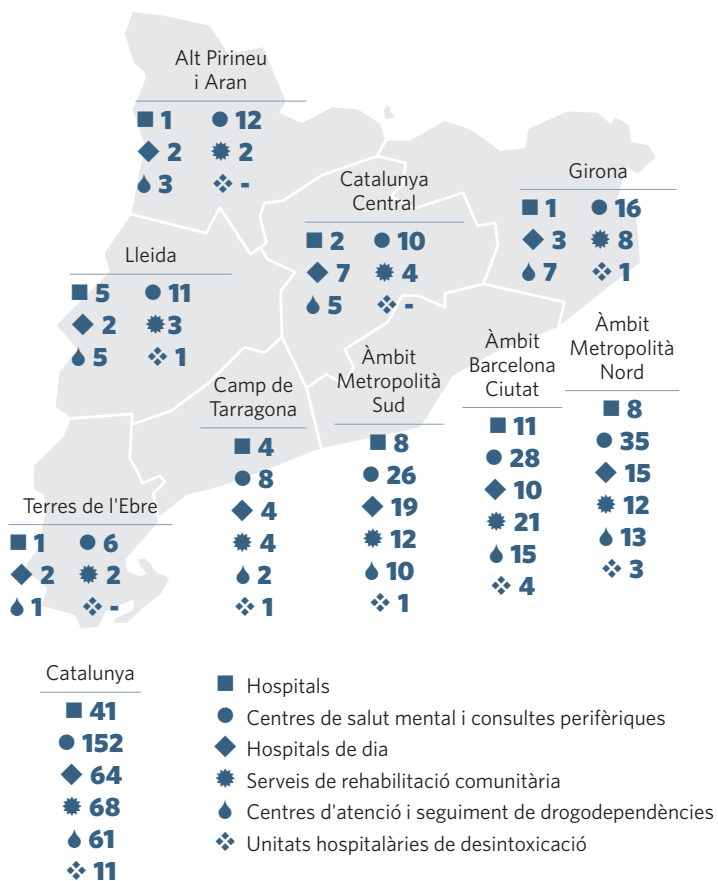 Alt Pirineu
i Aran
1 12
2 2
3 -
Catalunya
Central
2 10
7 4
5 -
Girona
1 16
3 8
7 1
Lleida
5 11
2 3
5 1
Camp de
Tarragona
4
8
4
4
2
1
Àmbit
Metropolità
Sud
8
26
19
12
10
1
Àmbit
Barcelona
Ciutat
11
28
10
21
15
4
Àmbit
Metropolità
Nord
8
35
15
12
13
3
Terres de l'Ebre
1 6
2 2
1 -
Catalunya
41
152
64
68
61
11
Hospitals
Centres de salut mental i consultes perifèriques
Hospitals de dia
Serveis de rehabilitació comunitària
Centres d'atenció i seguiment de drogodependències
Unitats hospitalàries de desintoxicació